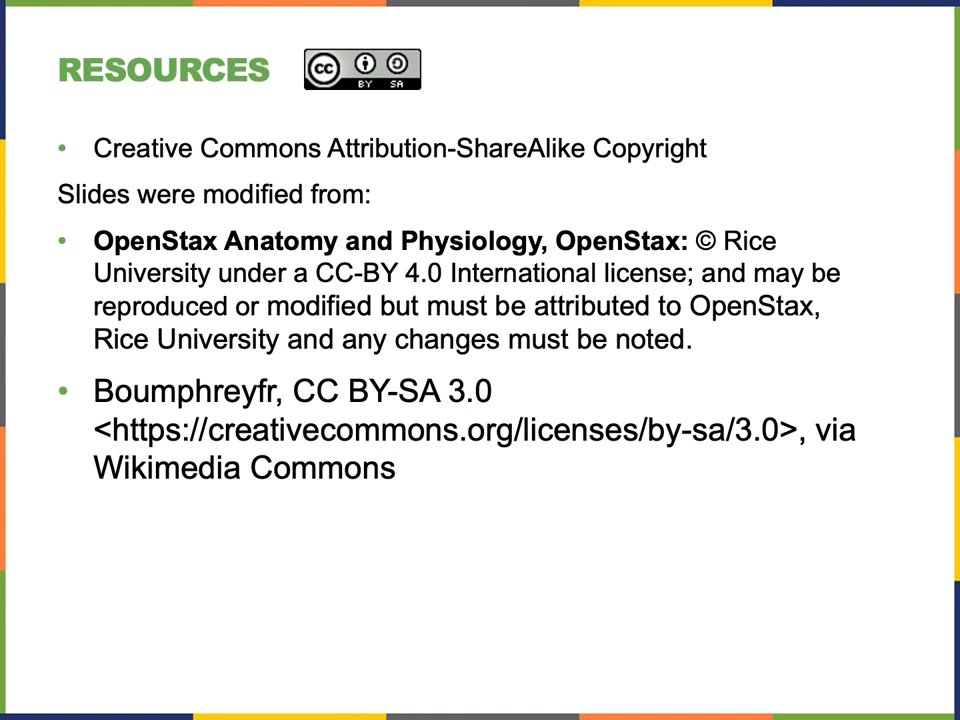 RESOURCES
cc BY SA
• Creative Commons Attribution-ShareAlike Copyright
Slides were modified from:
• OpenStax Anatomy and Physiology, OpenStax: © Rice
University under a CC-BY 4.0 International license; and may be
reproduced or modified but must be attributed to OpenStax,
Rice University and any changes must be noted.
• Boumphreyfr, CC BY-SA 3.0
<https://creativecommons.org/licenses/by-sa/3.0>, via
Wikimedia Commons